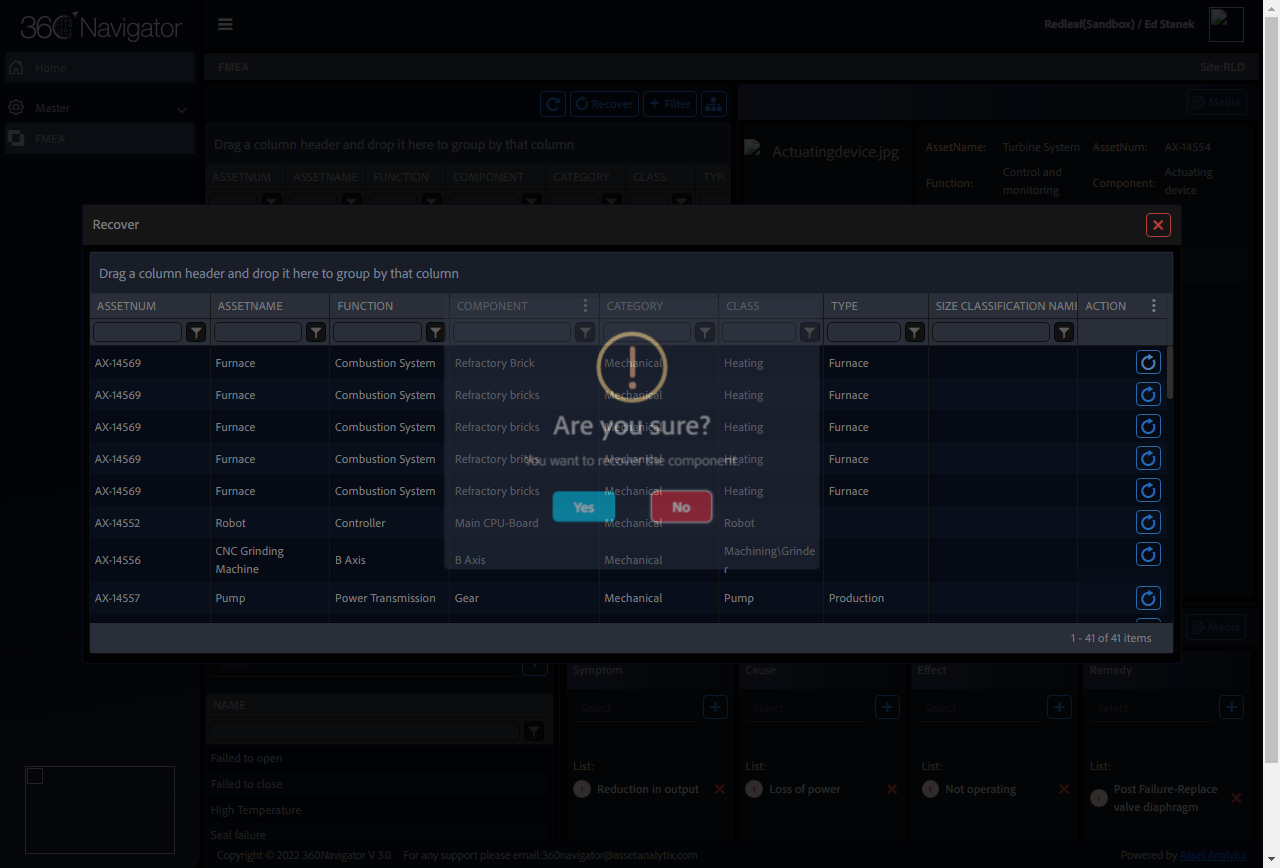 360 Navigator
Redleaf(Sandbox) / Ed Stanek
Home
Master
FMEA
FMEA
Site:RLD
Recover
Filter
Media
Drag a column header and drop it here to group by that column
ASSETNUM ASSETNAME FUNCTION COMPONENT CATEGORY CLASS TYP
Actuatingdevice.jpg
AssetName: Turbine System AssetNum: AX-14554
Function: Control and monitoring Component: Actuating device
Recover
Drag a column header and drop it here to group by that column
ASSETNUM ASSETNAME FUNCTION COMPONENT CATEGORY CLASS TYPE SIZE CLASSIFICATION NAME ACTION
AX-14569 Furnace Combustion System Refractory Brick Mechanical Heating Furnace
AX-14569 Furnace Combustion System Refractory bricks Mechanical Heating Furnace
AX-14569 Furnace Combustion System Refractory bricks Mechanical Heating Furnace
AX-14569 Furnace Combustion System Refractory bricks Mechanical Heating Furnace
AX-14569 Furnace Combustion System Refractory bricks Mechanical Heating Furnace
AX-14552 Robot Controller Main CPU-Board Mechanical Robot
AX-14556 CNC Grinding Machine B Axis B Axis Mechanical Machining\Grinder
AX-14557 Pump Power Transmission Gear Mechanical Pump Production
1 - 41 of 41 items
Are you sure?
You want to recover the component.
Yes
No
Media
Symptom Cause Effect Remedy
Select Select Select Select
NAME
Failed to open
Failed to close
High Temperature
Seal failure
List: List: List: List:
1 Reduction in output
1 Loss of power
1 Not operating
1 Post Failure-Replace
valve diaphragm
Copyright © 2022 360Navigator V 3.0 For any support please email:360navigator@assetanalytix.com
Powered by Asset Analytix